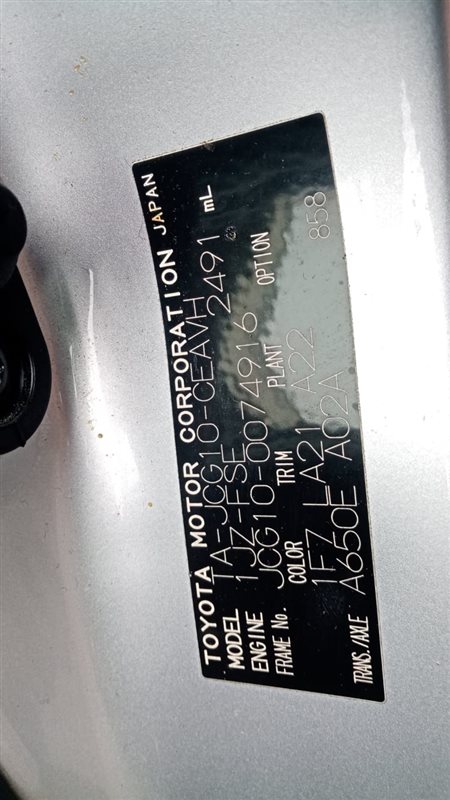 TOYOTA MOTOR CORPORATION JAPAN
MODEL TA-JCG10-CEAVH
ENGINE 1JZ-FSE 2491 mL
FRAME No. JCG10-0074916
COLOR TRIM PLANT OPTION
1F7 LA21 A22 858
TRANS./AXLE A650E A02A